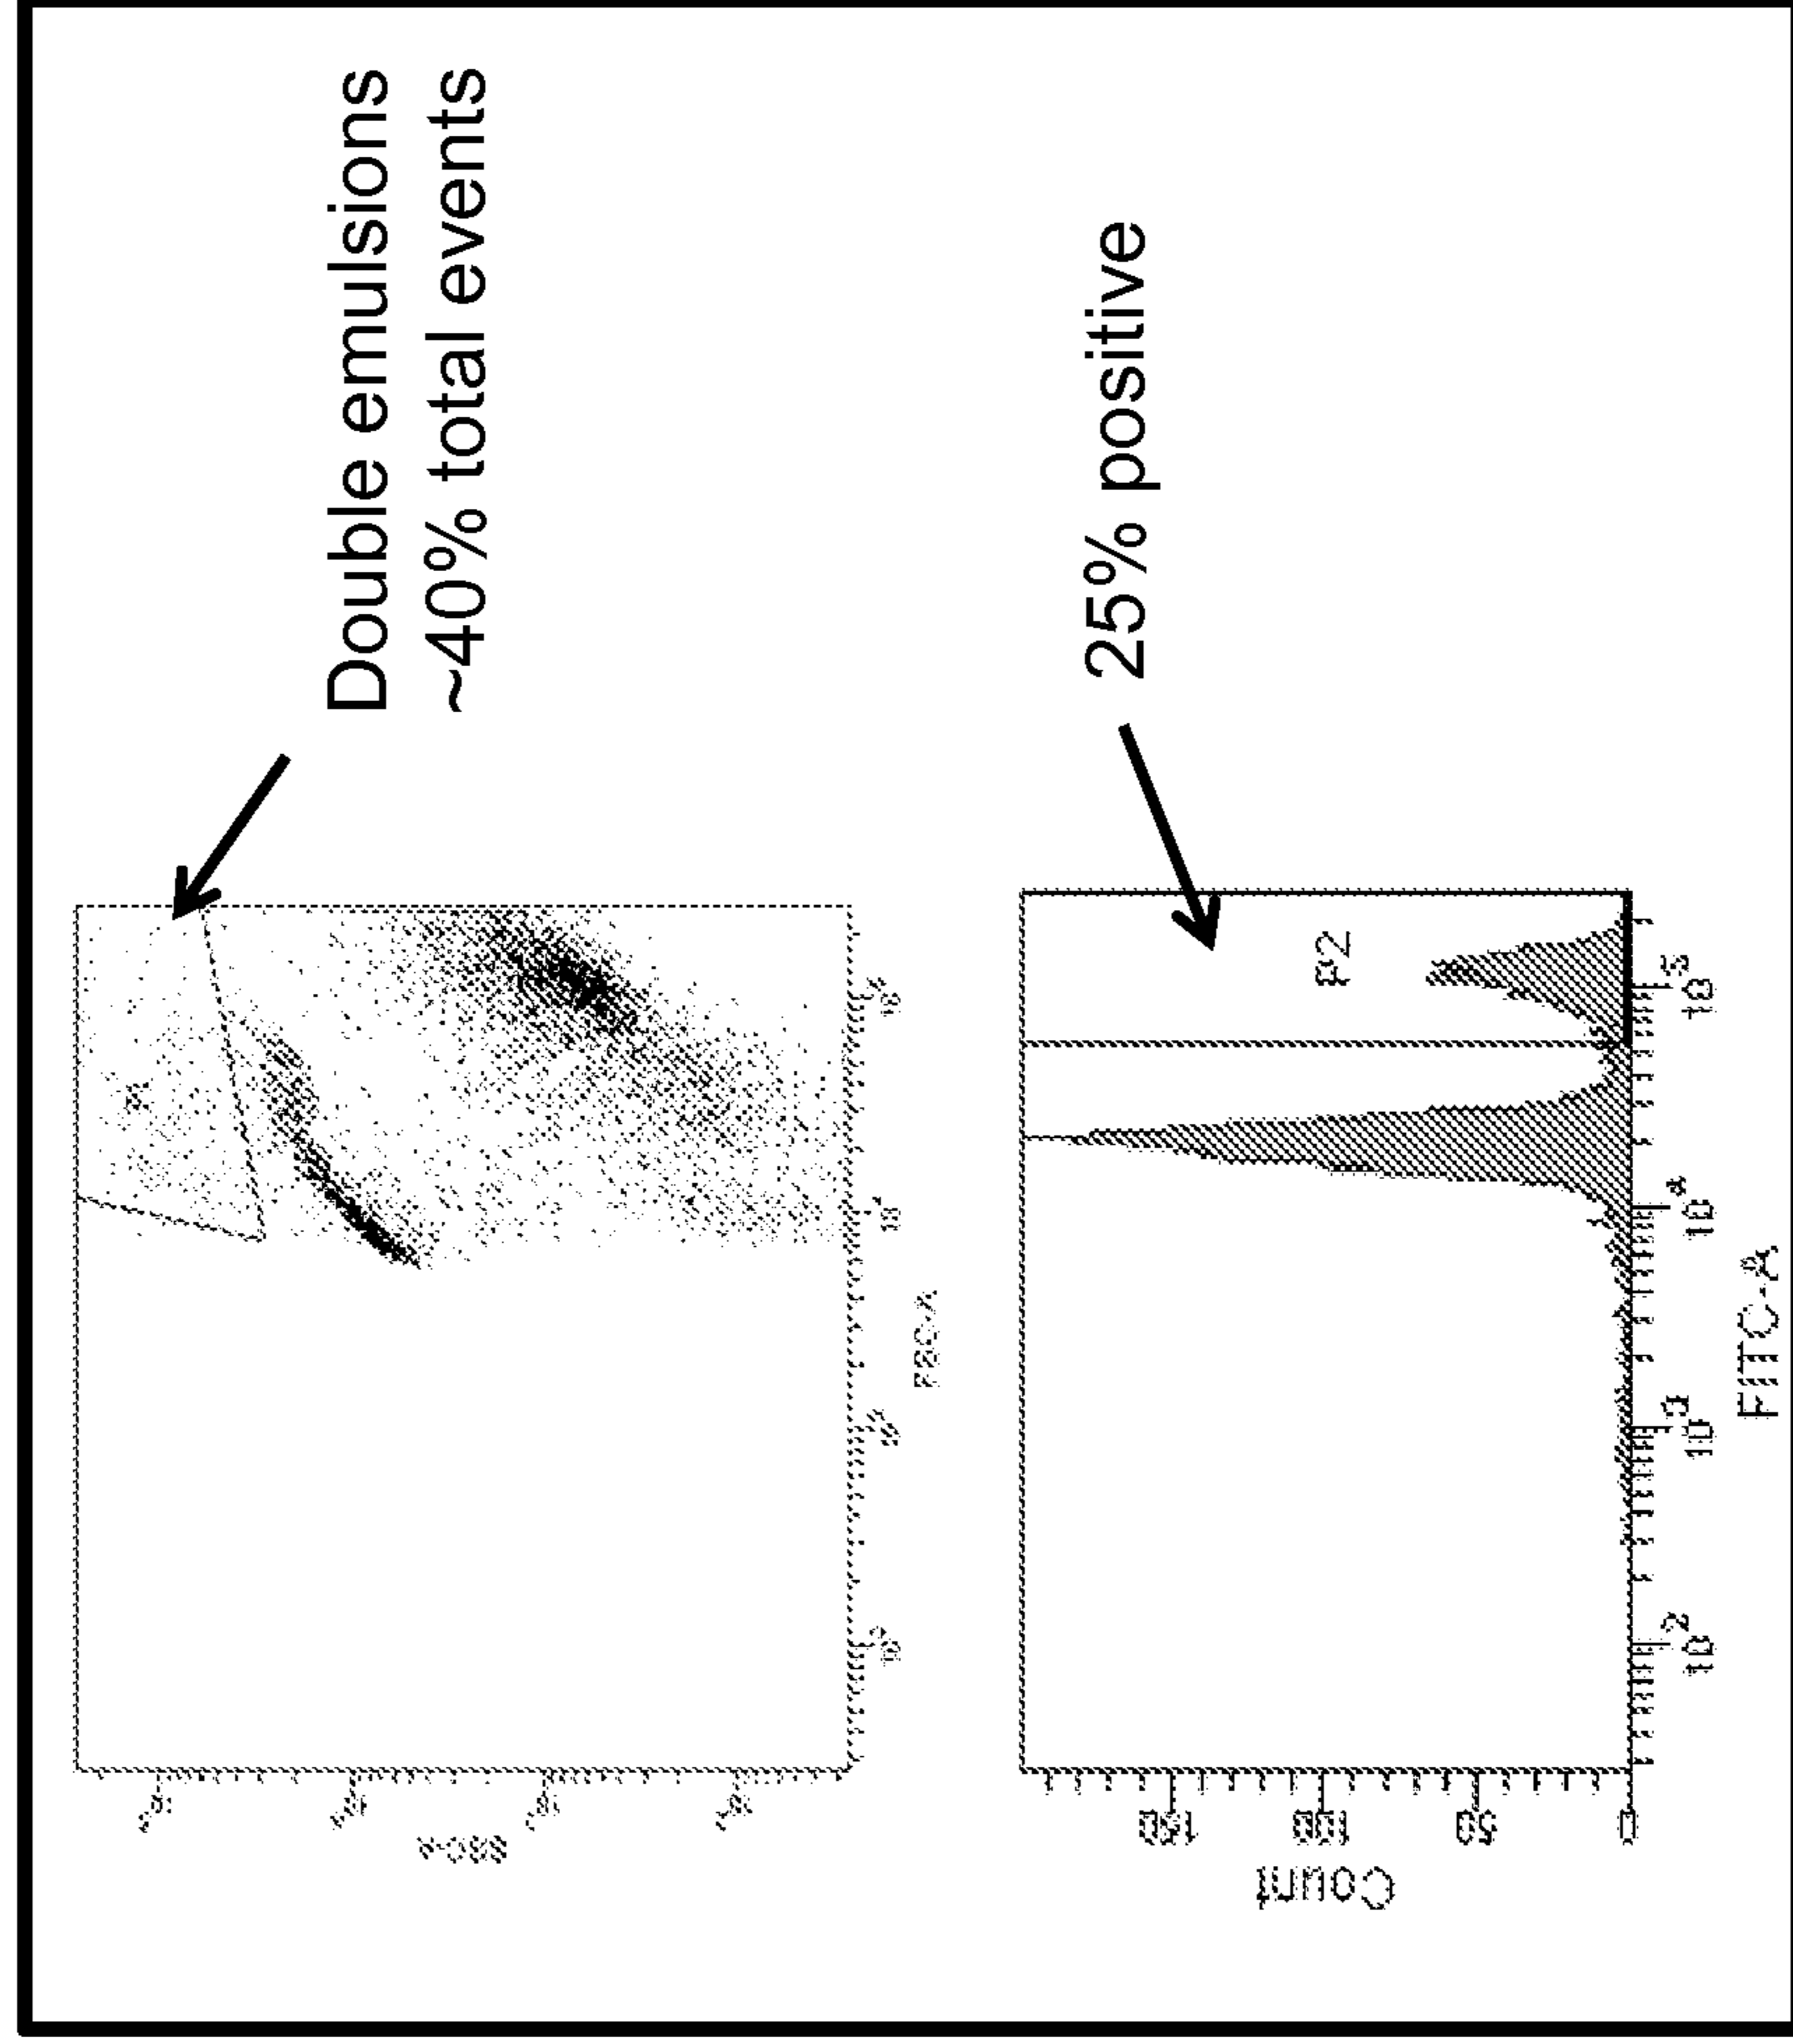 Double emulsions
~40% total events
SSC-A
FSC-A
25% positive
P2
Count
150
100
50
0
10 2
10 3
10 4
10 5
FITC-A